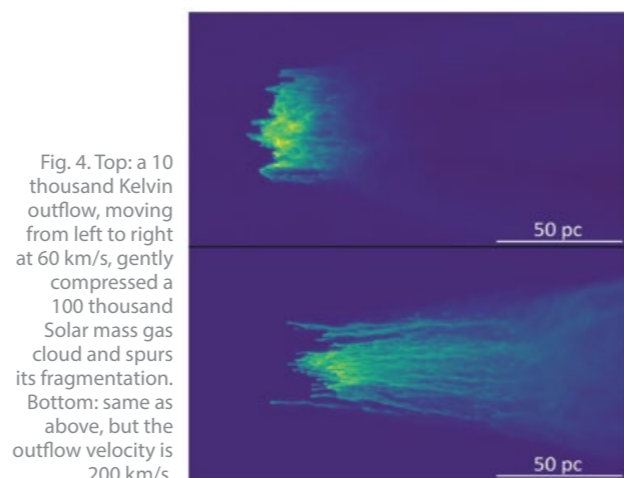 Fig. 4. Top: a 10
thousand Kelvin
outflow, moving
from left to right
at 60 km/s, gently
compressed a
100 thousand
Solar mass gas
cloud and spurs
its fragmentation.
Bottom: same as
above, but the
outflow velocity is
200 km/s.
50 pc
50 pc